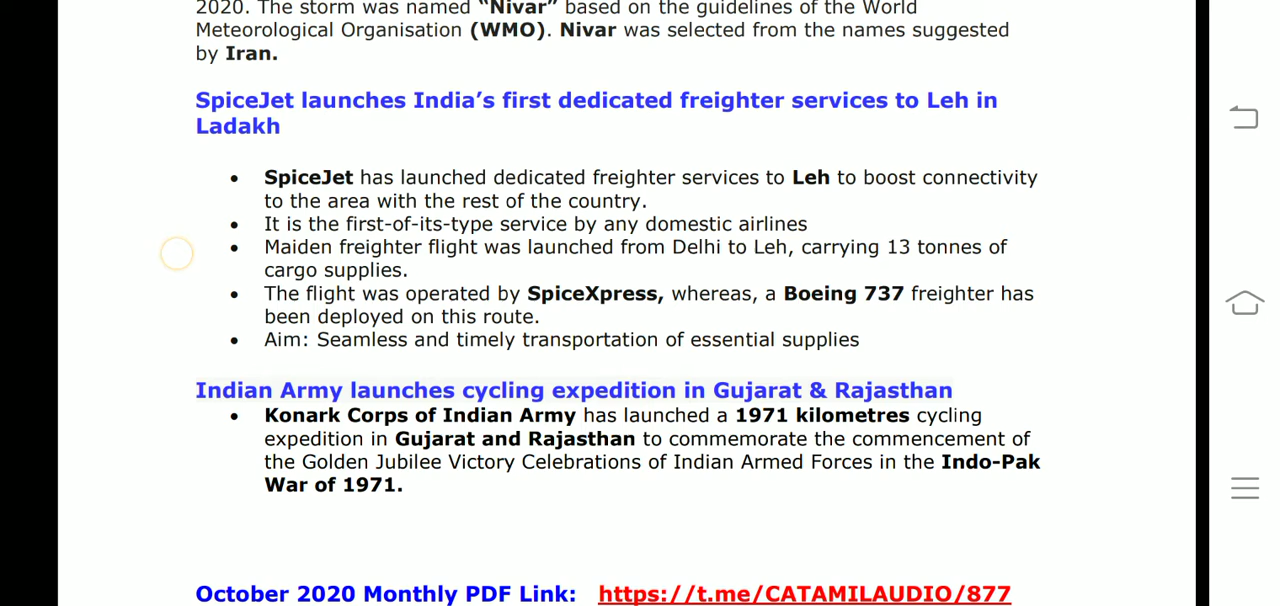 2020. The storm was named “Nivar” based on the guidelines of the World
Meteorological Organisation (WMO). Nivar was selected from the names suggested
by Iran.
SpiceJet launches India’s first dedicated freighter services to Leh in
Ladakh
• SpiceJet has launched dedicated freighter services to Leh to boost connectivity
to the area with the rest of the country.
• It is the first-of-its-type service by any domestic airlines
• Maiden freighter flight was launched from Delhi to Leh, carrying 13 tonnes of
cargo supplies.
• The flight was operated by SpiceXpress, whereas, a Boeing 737 freighter has
been deployed on this route.
• Aim: Seamless and timely transportation of essential supplies
Indian Army launches cycling expedition in Gujarat & Rajasthan
• Konark Corps of Indian Army has launched a 1971 kilometres cycling
expedition in Gujarat and Rajasthan to commemorate the commencement of
the Golden Jubilee Victory Celebrations of Indian Armed Forces in the Indo-Pak
War of 1971.
October 2020 Monthly PDF Link: https://t.me/CATAMILAUDIO/877